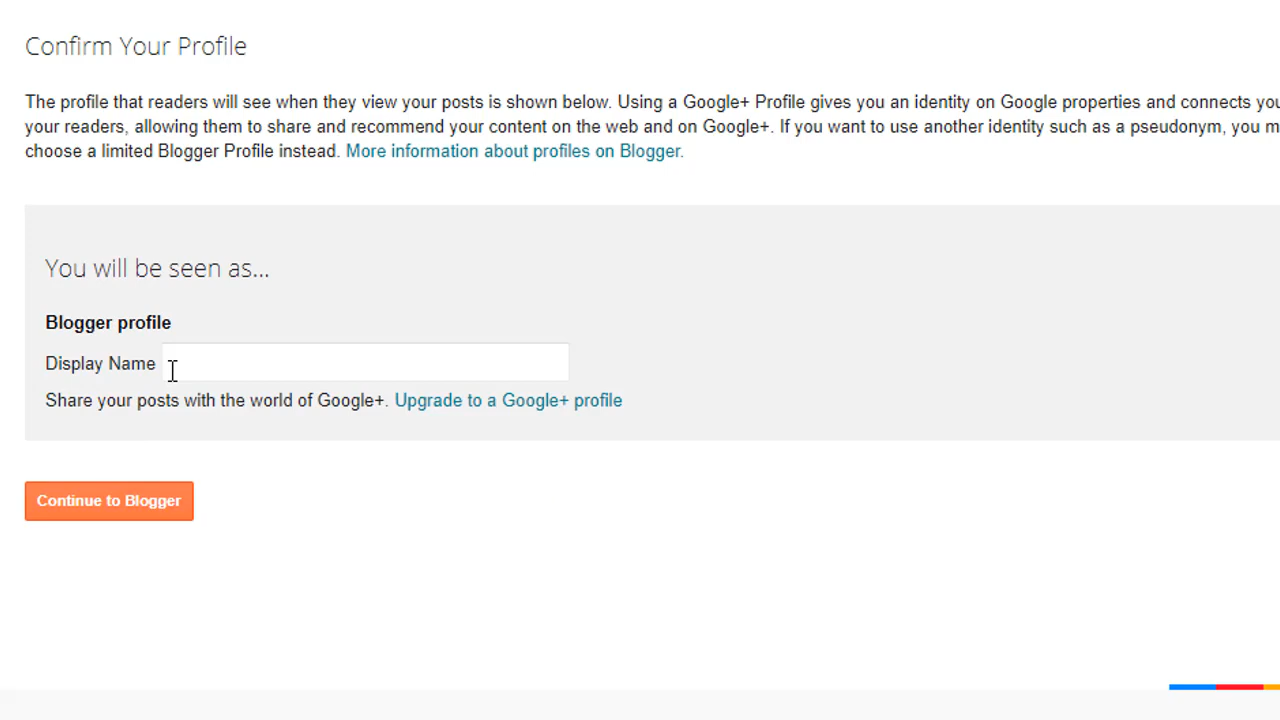 Confirm Your Profile
The profile that readers will see when they view your posts is shown below. Using a Google+ Profile gives you an identity on Google properties and connects
your readers, allowing them to share and recommend your content on the web and on Google+. If you want to use another identity such as a pseudonym, you
choose a limited Blogger Profile instead. More information about profiles on Blogger.
You will be seen as...
Blogger profile
Display Name
Share your posts with the world of Google+. Upgrade to a Google+ profile
Continue to Blogger